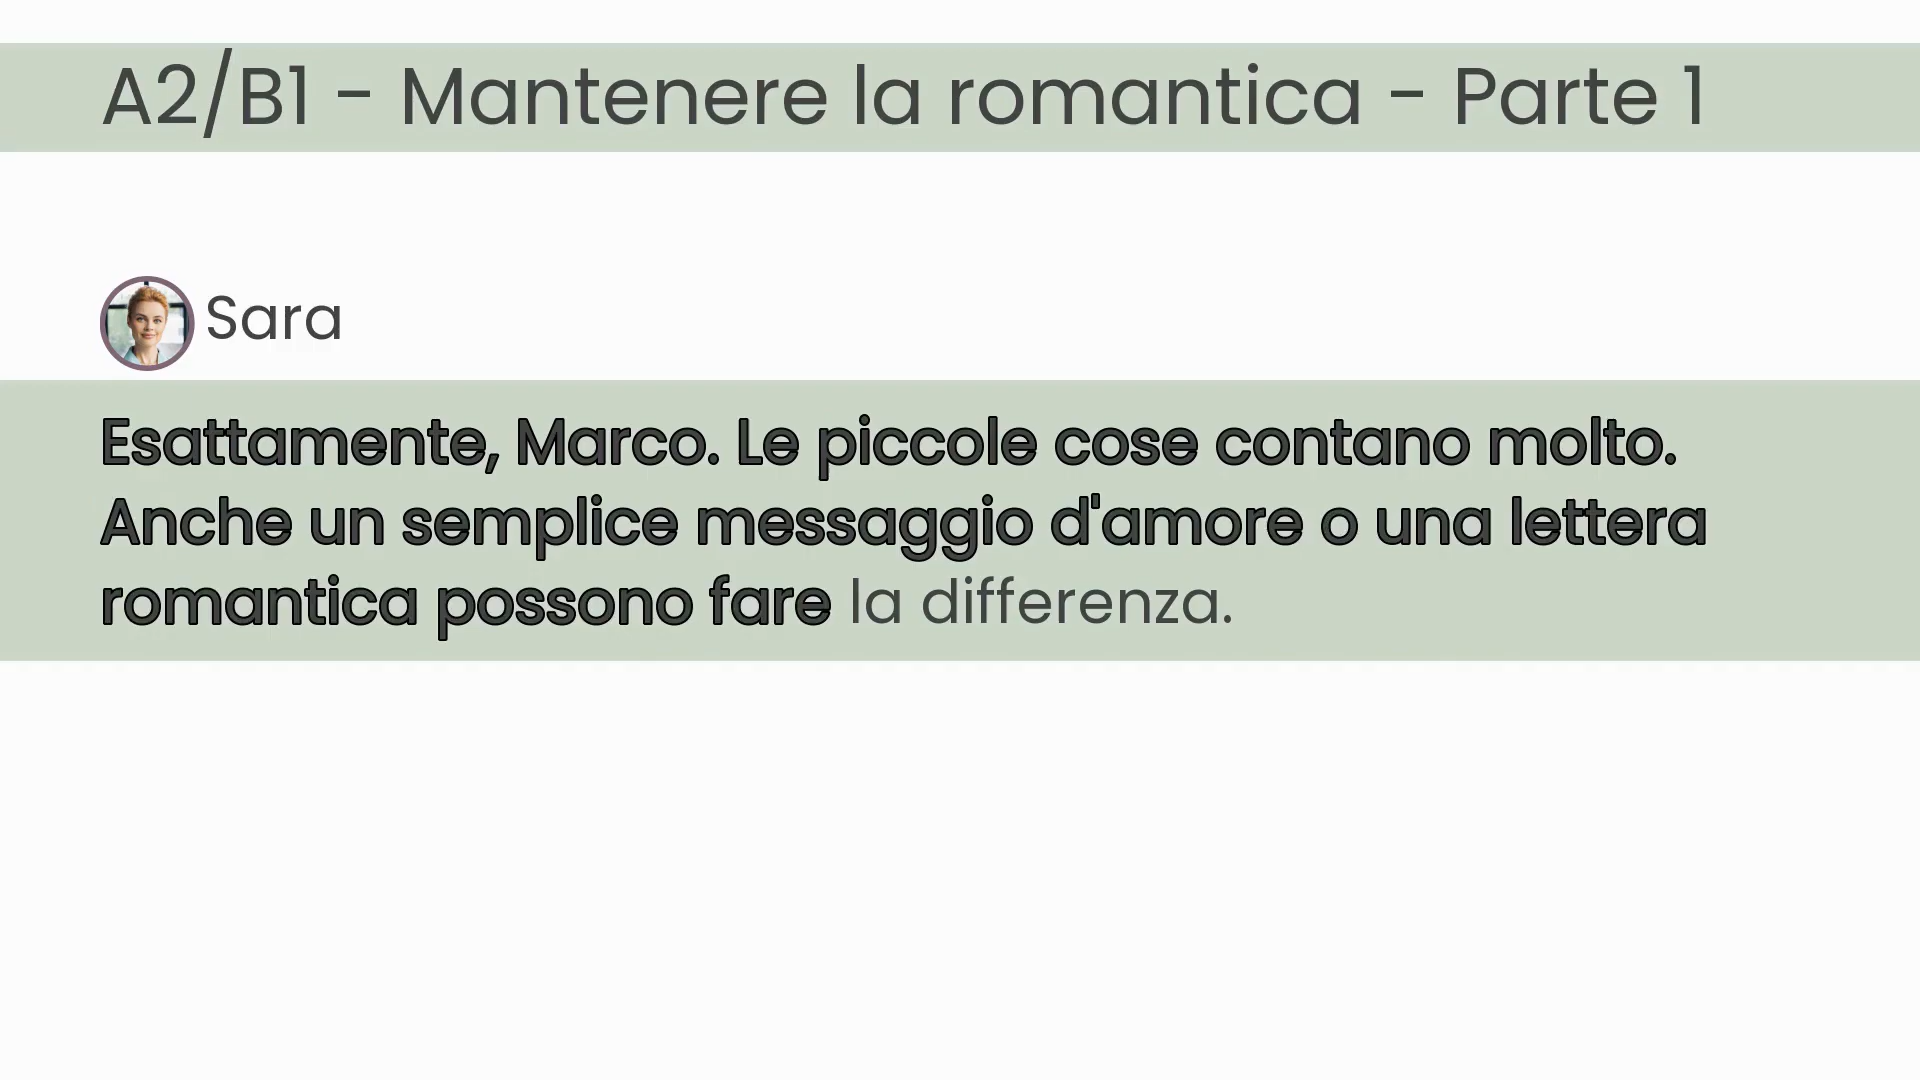 A2/B1 - Mantenere la romantica - Parte 1
Sara
Esattamente, Marco. Le piccole cose contano molto.
Anche un semplice messaggio d'amore o una lettera
romantica possono fare la differenza.